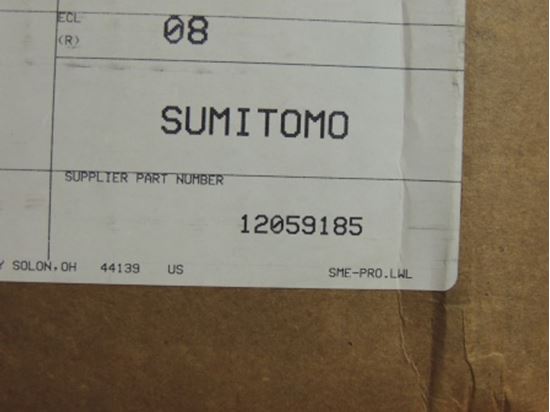 ECL
(R) 08
SUMITOMO
SUPPLIER PART NUMBER
12059185
Y SOLON, OH 44139 US SME-PRO.LWL